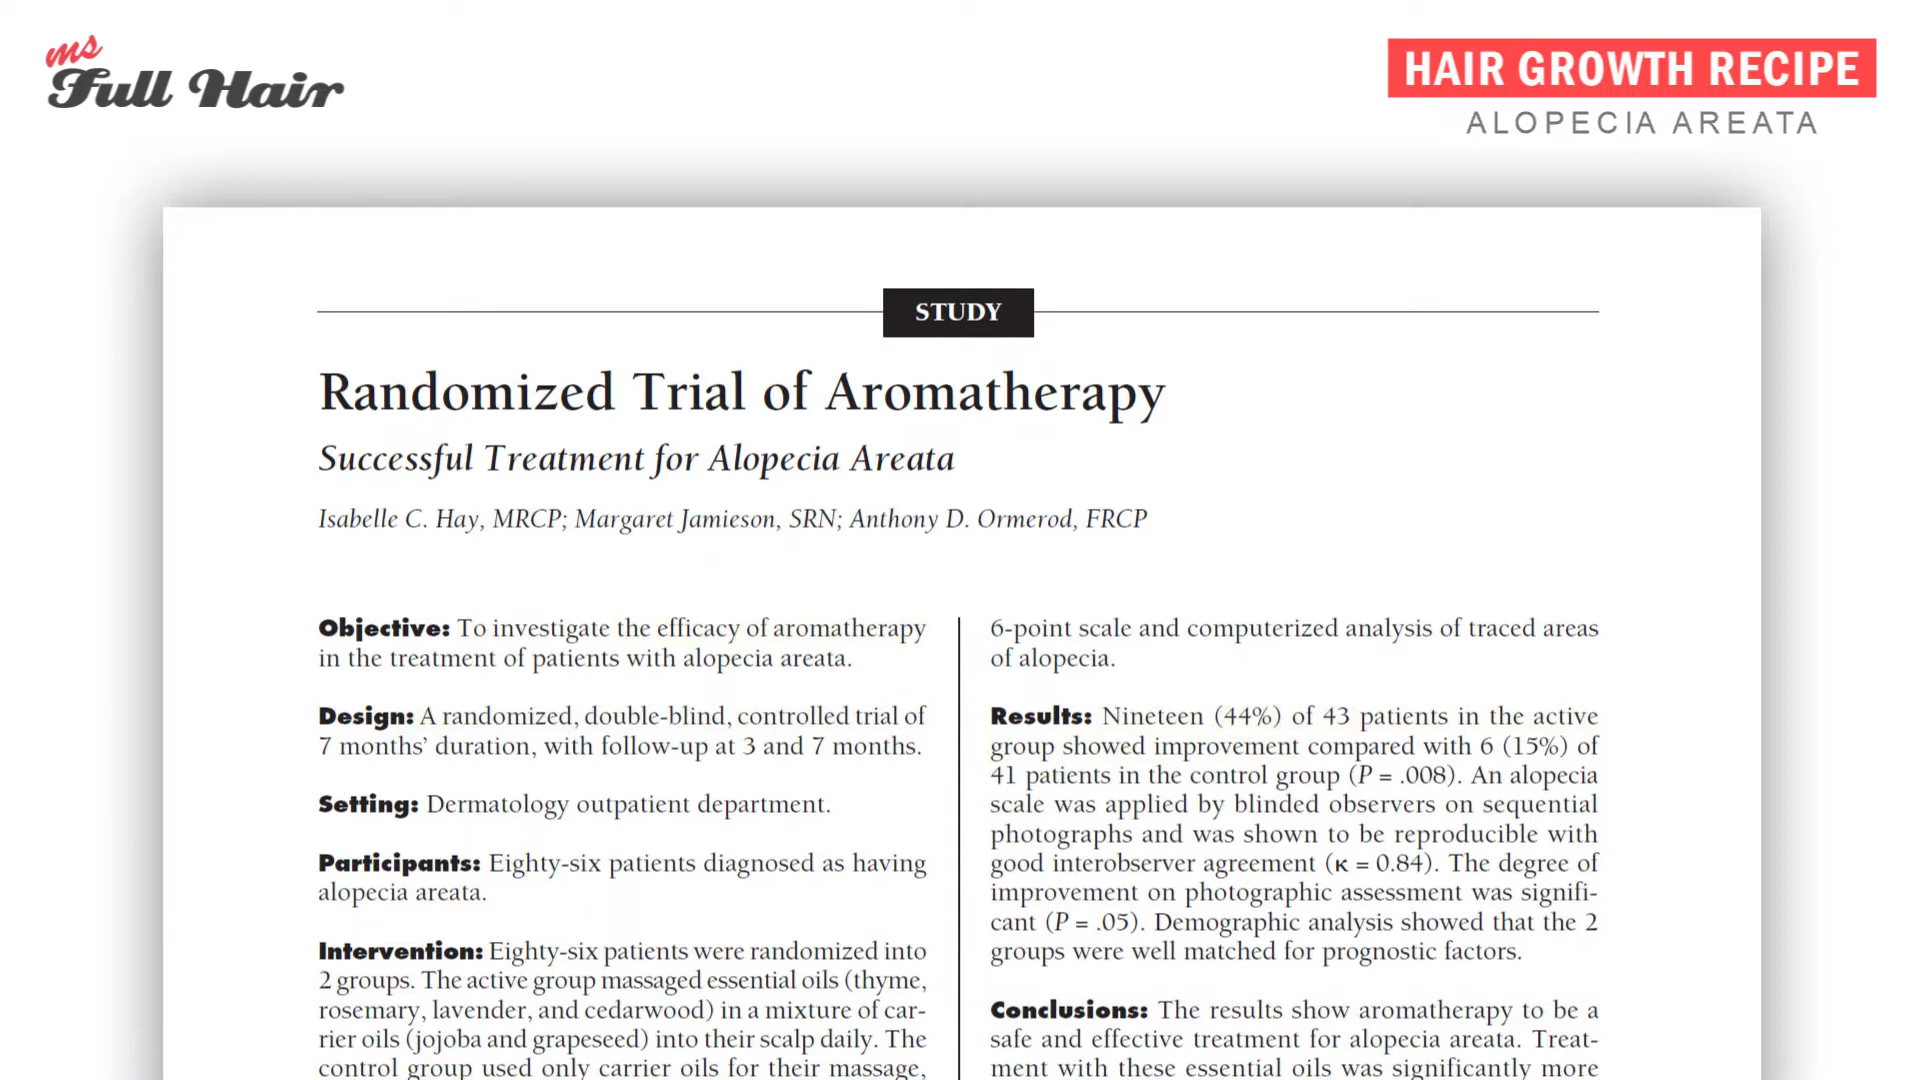 ms
Full Hair
HAIR GROWTH RECIPE
ALOPECIA AREATA
STUDY
Randomized Trial of Aromatherapy
Successful Treatment for Alopecia Areata
Isabelle C. Hay, MRCP; Margaret Jamieson, SRN; Anthony D. Ormerod, FRCP
Objective: To investigate the efficacy of aromatherapy
in the treatment of patients with alopecia areata.
Design: A randomized, double-blind, controlled trial of
7 months’ duration, with follow-up at 3 and 7 months.
Setting: Dermatology outpatient department.
Participants: Eighty-six patients diagnosed as having
alopecia areata.
Intervention: Eighty-six patients were randomized into
2 groups. The active group massaged essential oils (thyme,
rosemary, lavender, and cedarwood) in a mixture of car-
rier oils (jojoba and grapeseed) into their scalp daily. The
control group used only carrier oils for their massage,
6-point scale and computerized analysis of traced areas
of alopecia.
Results: Nineteen (44%) of 43 patients in the active
group showed improvement compared with 6 (15%) of
41 patients in the control group (P = .008). An alopecia
scale was applied by blinded observers on sequential
photographs and was shown to be reproducible with
good interobserver agreement (κ = 0.84). The degree of
improvement on photographic assessment was signifi-
cant (P = .05). Demographic analysis showed that the 2
groups were well matched for prognostic factors.
Conclusions: The results show aromatherapy to be a
safe and effective treatment for alopecia areata. Treat-
ment with these essential oils was significantly more